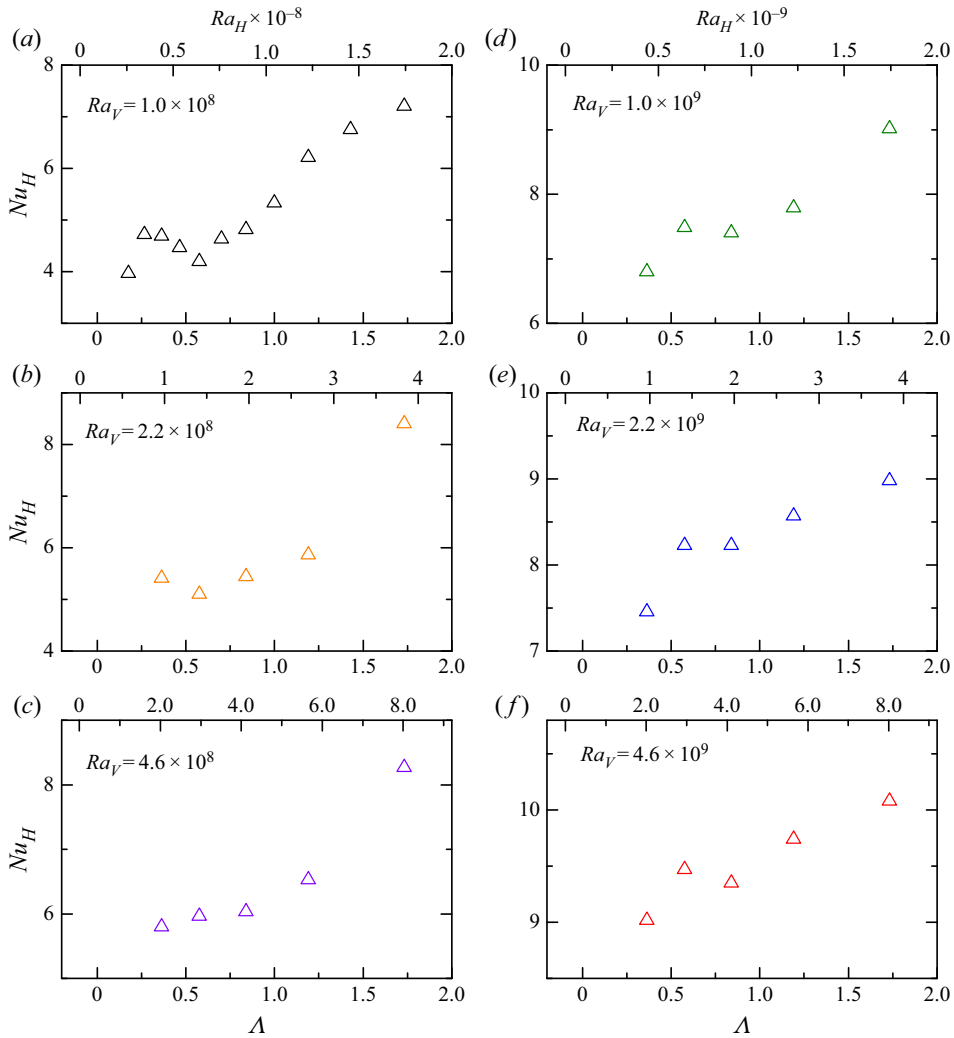 Ra_H × 10^–8
(a) 0 0.5 1.0 1.5 2.0
8
6
4
Nu_H
Ra_V = 1.0 × 10^8
0 0.5 1.0 1.5 2.0
Ra_H × 10^–9
(d) 0 0.5 1.0 1.5 2.0
10
8
6
Ra_V = 1.0 × 10^9
0 0.5 1.0 1.5 2.0
(b) 0 1 2 3 4
8
6
4
Nu_H
Ra_V = 2.2 × 10^8
0 0.5 1.0 1.5 2.0
(e) 0 1 2 3 4
10
9
8
7
Ra_V = 2.2 × 10^9
0 0.5 1.0 1.5 2.0
(c) 0 2.0 4.0 6.0 8.0
8
6
Nu_H
Ra_V = 4.6 × 10^8
0 0.5 1.0 1.5 2.0
Λ
(f) 0 2.0 4.0 6.0 8.0
10
9
Ra_V = 4.6 × 10^9
0 0.5 1.0 1.5 2.0
Λ